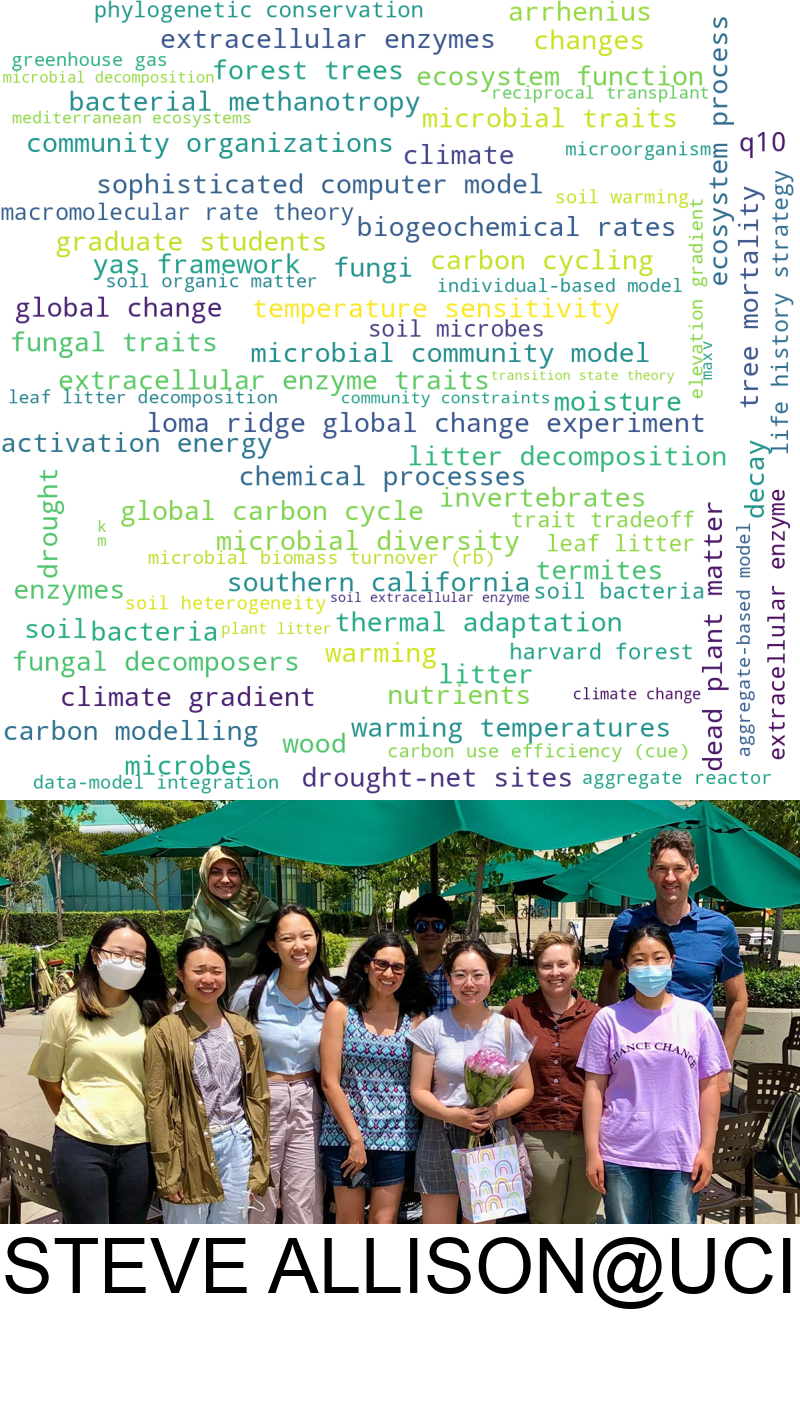 phylogenetic conservation
arrhenius
extracellular enzymes
changes
greenhouse gas
forest trees
ecosystem function
microbial decomposition
reciprocal transplant
bacterial methanotropy
mediterranean ecosystems
microbial traits
community organizations
climate
microorganism
q10
ecosystem process
sophisticated computer model
soil warming
macromolecular rate theory
biogeochemical rates
graduate students
yas framework
fungi
carbon cycling
soil organic matter
individual-based model
elevation gradient
tree mortality
life history strategy
global change
temperature sensitivity
soil microbes
fungal traits
microbial community model
maxv
extracellular enzyme traits
transition state theory
leaf litter decomposition
community constraints
moisture
loma ridge global change experiment
activation energy
litter decomposition
decay
chemical processes
drought
invertebrates
global carbon cycle
trait tradeoff
k
m
microbial diversity
leaf litter
microbial biomass turnover (rb)
termites
enzymes
southern california
soil bacteria
soil heterogeneity
soil extracellular enzyme
dead plant matter
aggregate-based model
extracellular enzyme
soil
bacteria
plant litter
thermal adaptation
fungal decomposers
warming
harvard forest
litter
climate gradient
nutrients
climate change
carbon modelling
warming temperatures
wood
carbon use efficiency (cue)
microbes
data-model integration
drought-net sites
aggregate reactor
CHANCE CHANCE
STEVE ALLISON@UCI